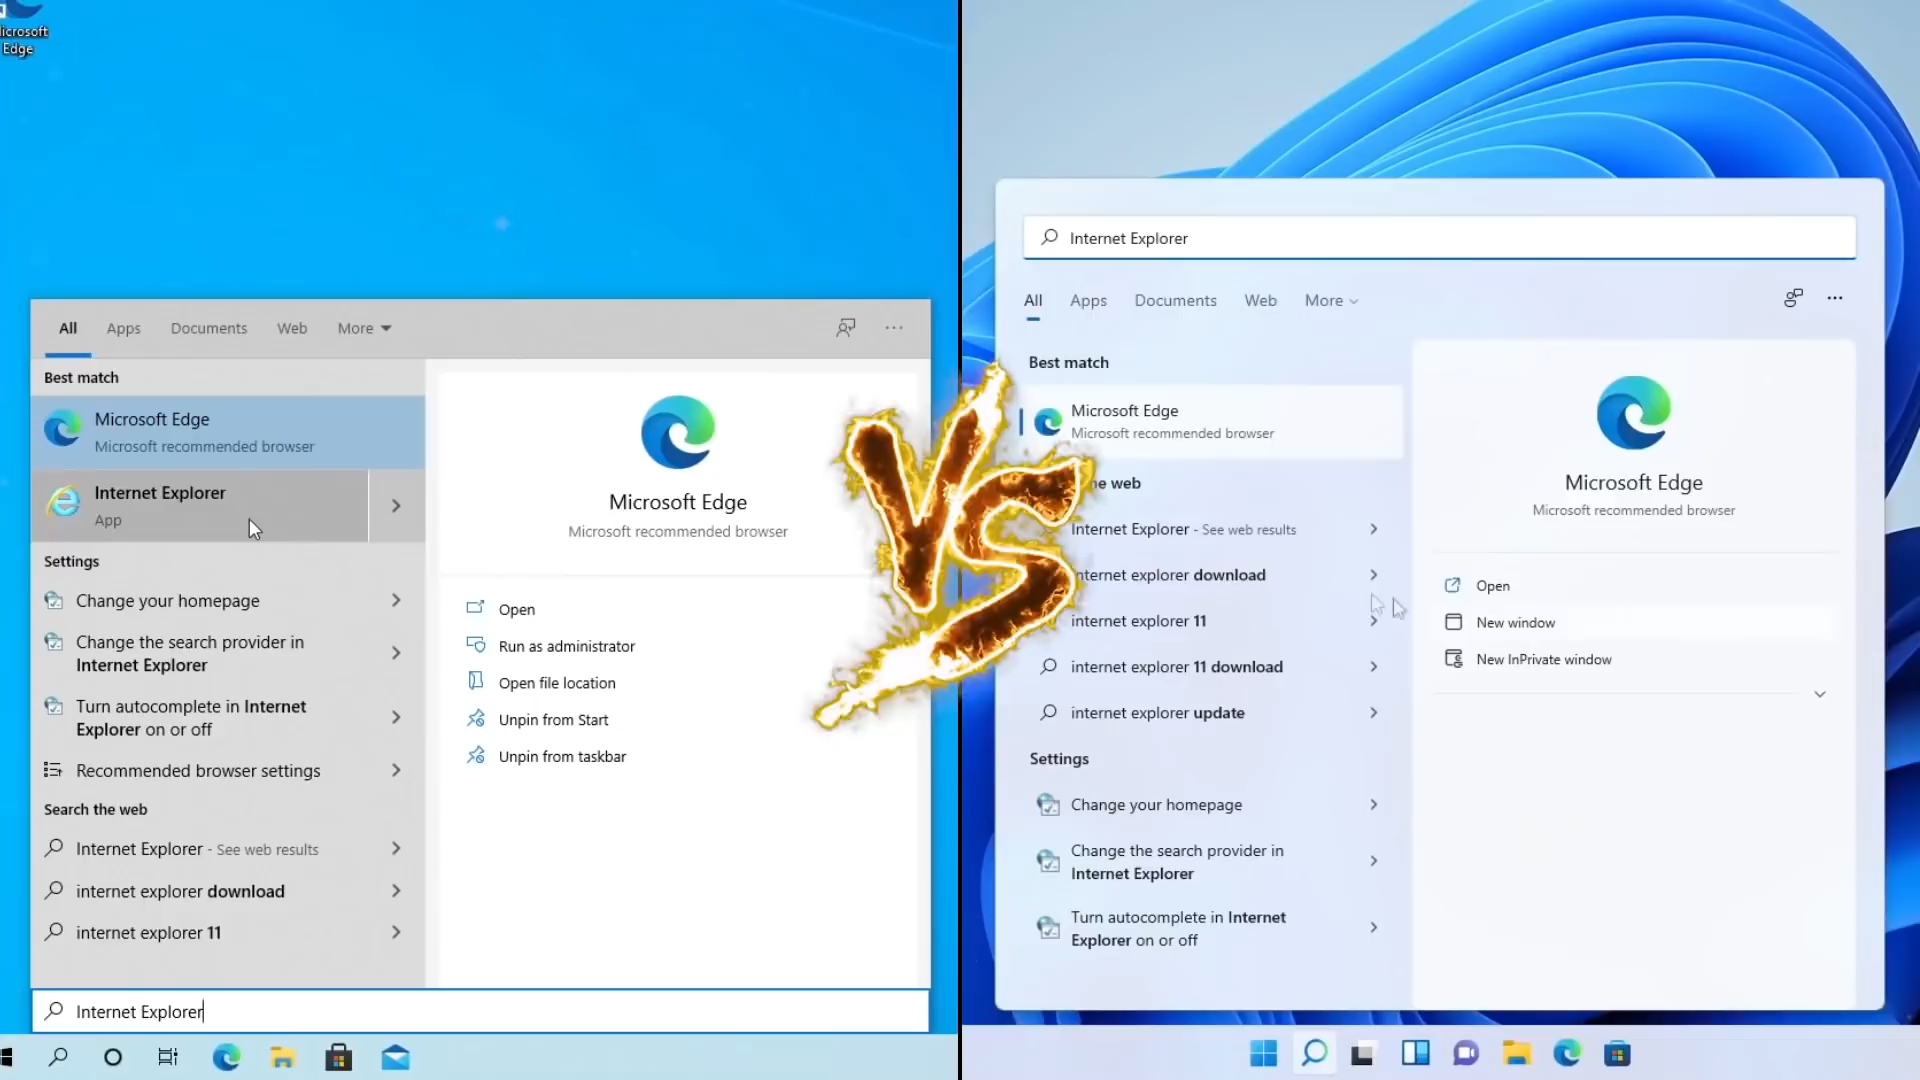 Microsoft
Edge
All
Apps
Documents
Web
More
Best match
Microsoft Edge
Microsoft recommended browser
Internet Explorer
App
Settings
Change your homepage
Change the search provider in
Internet Explorer
Turn autocomplete in Internet
Explorer on or off
Recommended browser settings
Search the web
Internet Explorer - See web results
internet explorer download
internet explorer 11
Internet Explorer
Microsoft Edge
Microsoft recommended browser
Open
Run as administrator
Open file location
Unpin from Start
Unpin from taskbar
VS
Internet Explorer
All
Apps
Documents
Web
More
Best match
Microsoft Edge
Microsoft recommended browser
he web
Internet Explorer - See web results
internet explorer download
internet explorer 11
internet explorer 11 download
internet explorer update
Settings
Change your homepage
Change the search provider in
Internet Explorer
Turn autocomplete in Internet
Explorer on or off
Microsoft Edge
Microsoft recommended browser
Open
New window
New InPrivate window